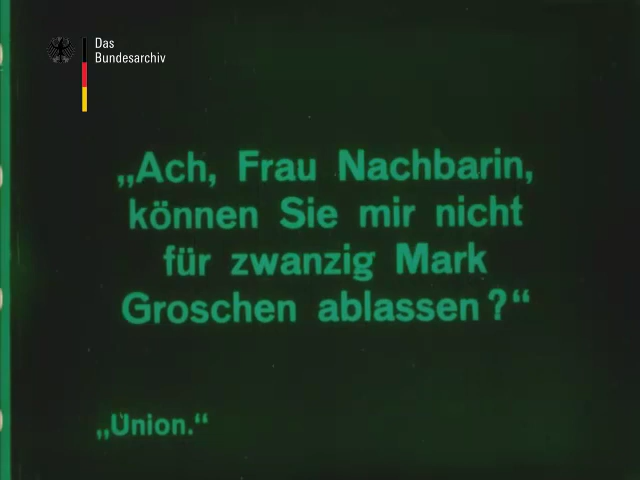 Das
Bundesarchiv
„Ach, Frau Nachbarin,
können Sie mir nicht
für zwanzig Mark
Groschen ablassen?“
„Union.“